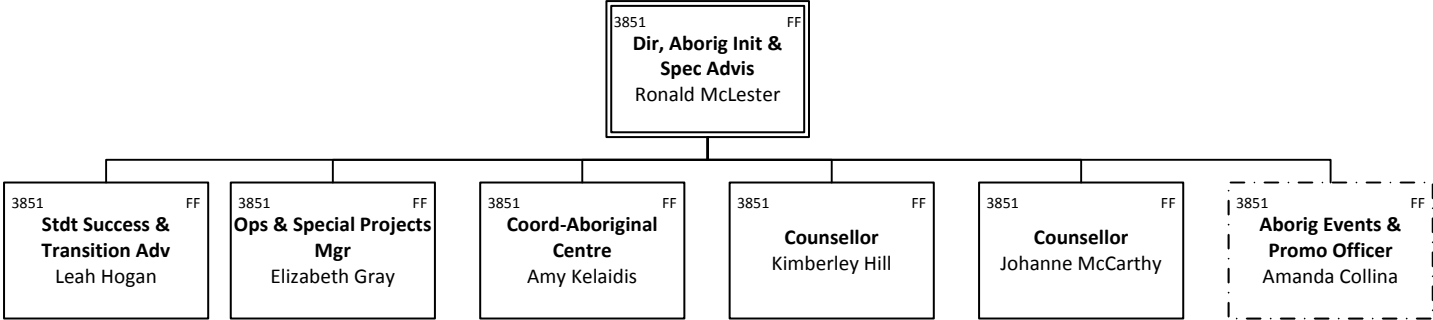 3851 FF
Dir, Aborig Init &
Spec Advis
Ronald McLester
3851 FF
Stdt Success &
Transition Adv
Leah Hogan
3851 FF
Ops & Special Projects
Mgr
Elizabeth Gray
3851 FF
Coord-Aboriginal
Centre
Amy Kelaidis
3851 FF
Counsellor
Kimberley Hill
3851 FF
Counsellor
Johanne McCarthy
3851 FF
Aborig Events &
Promo Officer
Amanda Collina